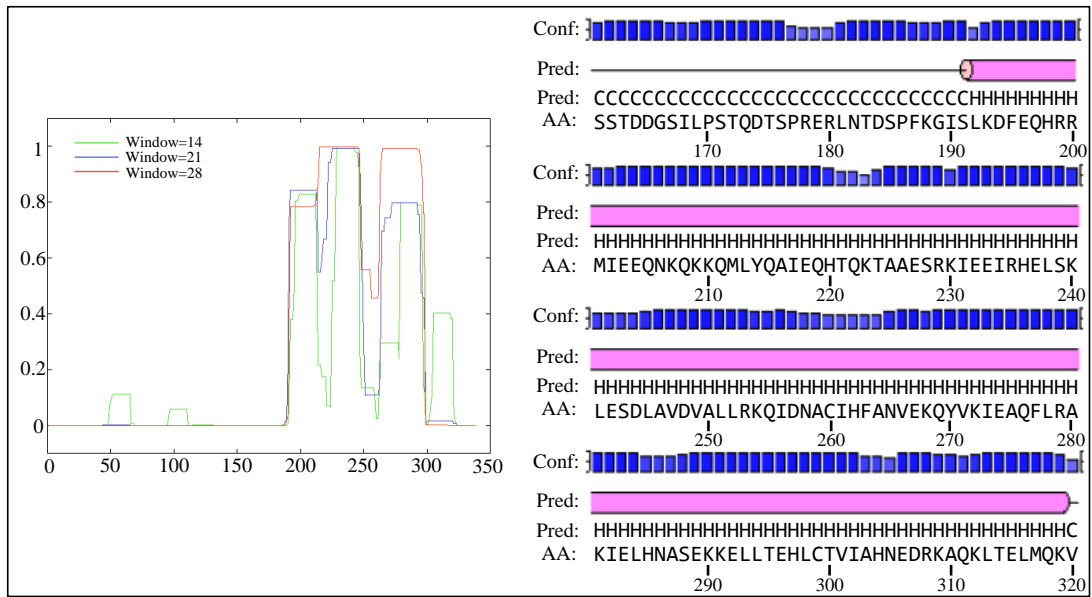 1
0.8
0.6
0.4
0.2
0
0 50 100 150 200 250 300 350
Window=14
Window=21
Window=28
Conf:
Pred:
Pred: CCCCCCCCCCCCCCCCCCCCCCCCCCCCCCCHHHHHHHHH
AA: SSTDDGSILPSTQDTSPRERLNTDSPFKGISLKDFEQHRR
170 180 190 200
Conf:
Pred:
Pred: HHHHHHHHHHHHHHHHHHHHHHHHHHHHHHHHHHHHHHHH
AA: MIEEQNKQKKQMLYQAIEQHTQKTAAESRKIEEIRHELSK
210 220 230 240
Conf:
Pred:
Pred: HHHHHHHHHHHHHHHHHHHHHHHHHHHHHHHHHHHHHHHH
AA: LESDLAVDVALLRKQIDNACIHFANVEKQYVKIEAQFLRA
250 260 270 280
Conf:
Pred:
Pred: HHHHHHHHHHHHHHHHHHHHHHHHHHHHHHHHHHHHHHHC
AA: KIELHNASEKKELLTEHLCTVIAHNEDRKAQKLTELMQKV
290 300 310 320